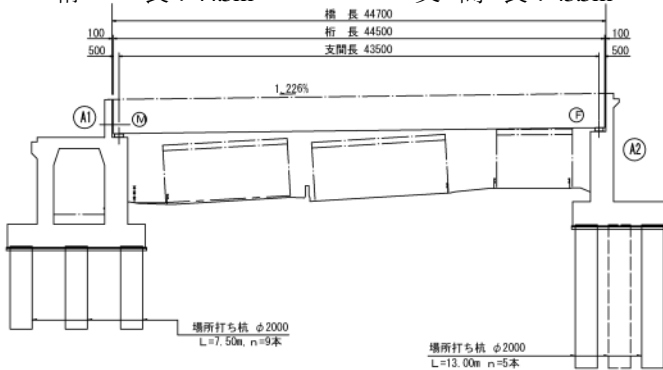 橋 長 44700
100 桁 長 44500 100
500 支間長 43500 500
1.226%
A1 M F A2
場所打ち杭 φ2000
L=7.50m, n=9本
場所打ち杭 φ2000
L=13.00m n=5本